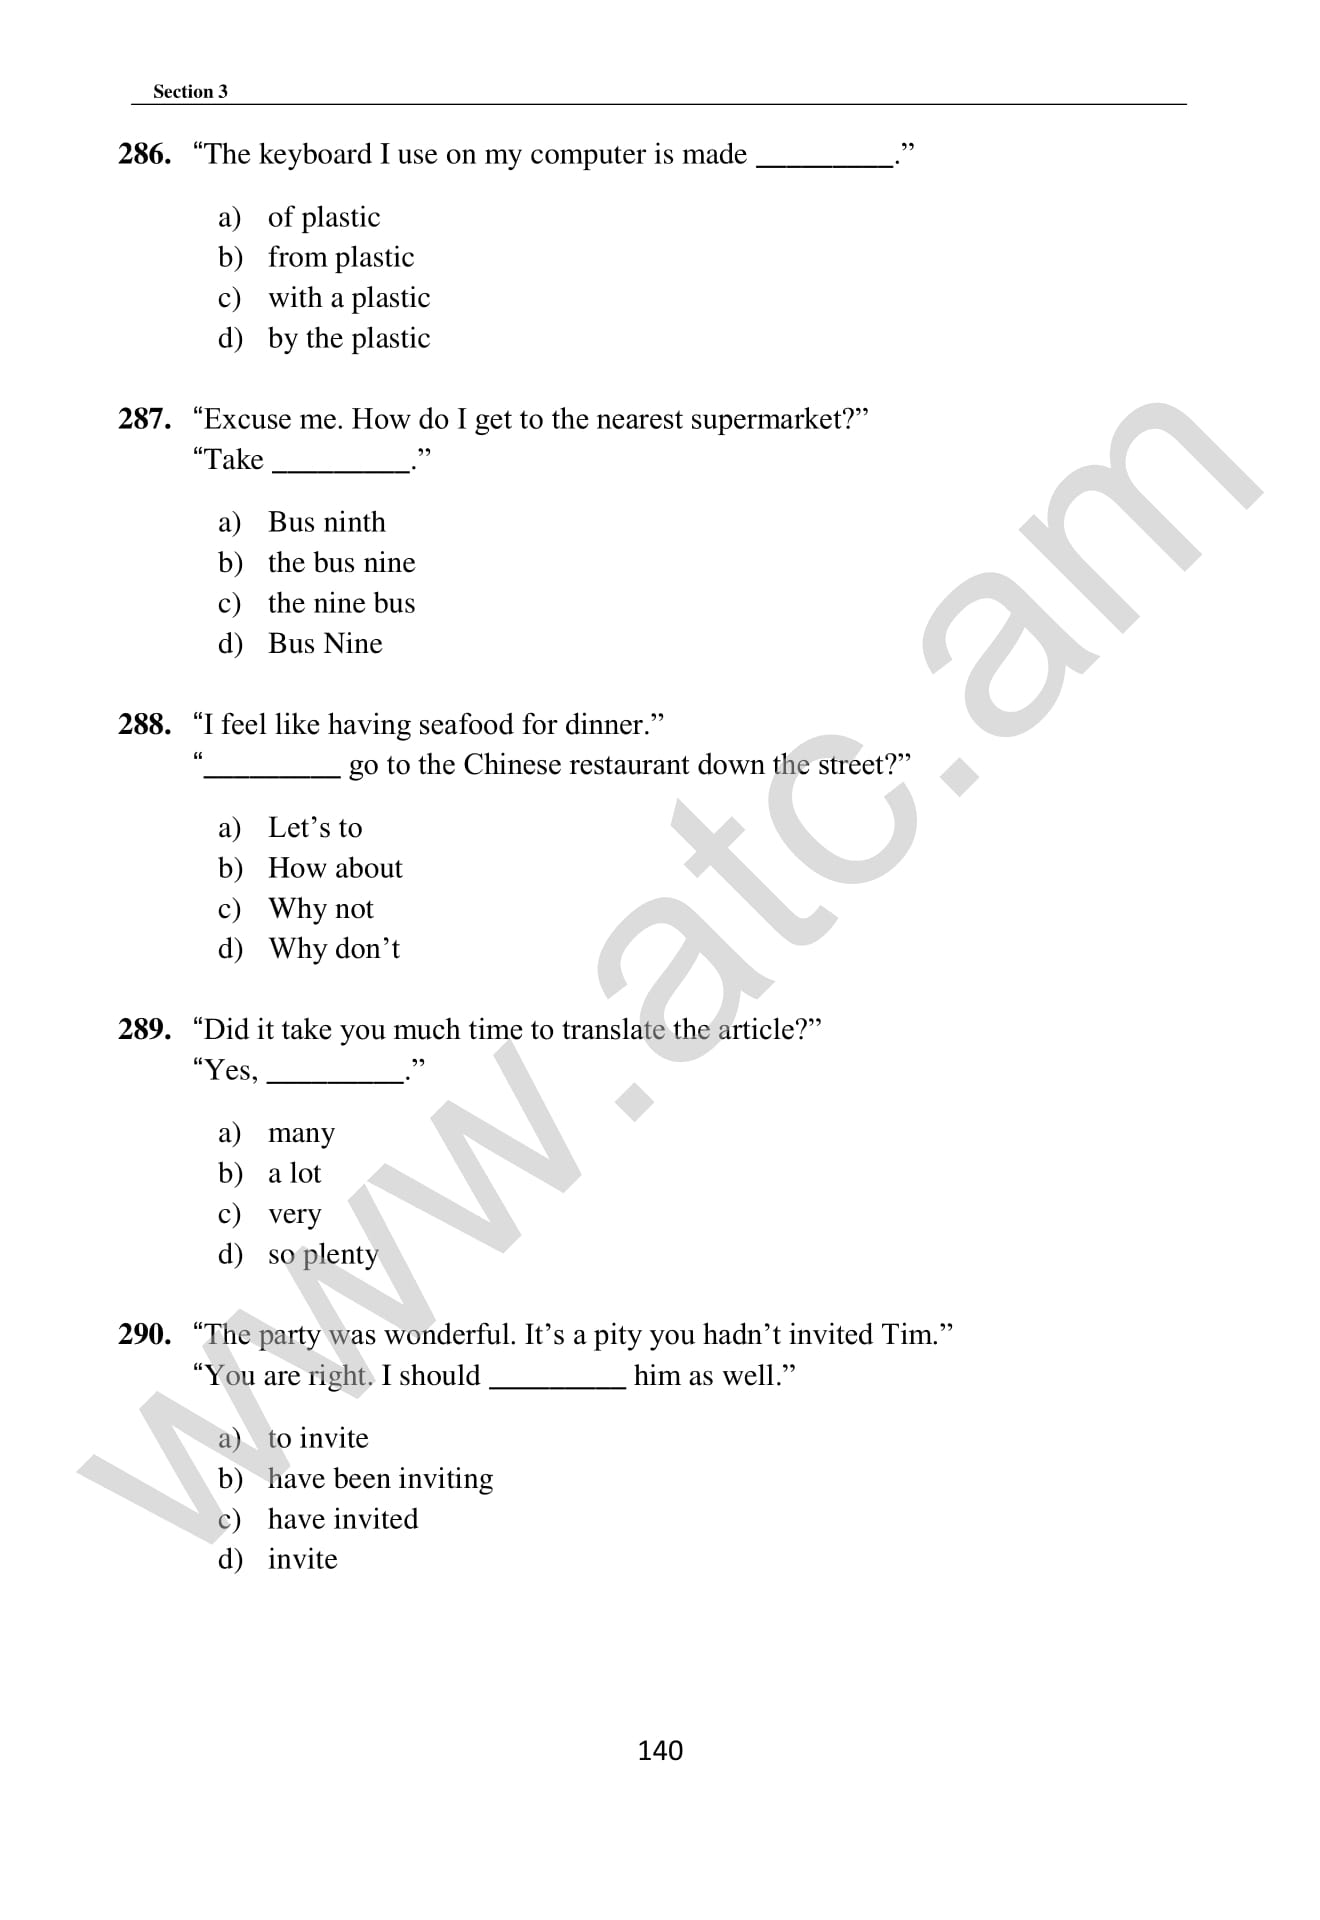 Section 3
286. “The keyboard I use on my computer is made _________.”
a) of plastic
b) from plastic
c) with a plastic
d) by the plastic
287. “Excuse me. How do I get to the nearest supermarket?”
“Take _________.”
a) Bus ninth
b) the bus nine
c) the nine bus
d) Bus Nine
288. “I feel like having seafood for dinner.”
“_________ go to the Chinese restaurant down the street?”
a) Let’s to
b) How about
c) Why not
d) Why don’t
289. “Did it take you much time to translate the article?”
“Yes, _________.”
a) many
b) a lot
c) very
d) so plenty
290. “The party was wonderful. It’s a pity you hadn’t invited Tim.”
“You are right. I should _________ him as well.”
a) to invite
b) have been inviting
c) have invited
d) invite
140
www.atc.am